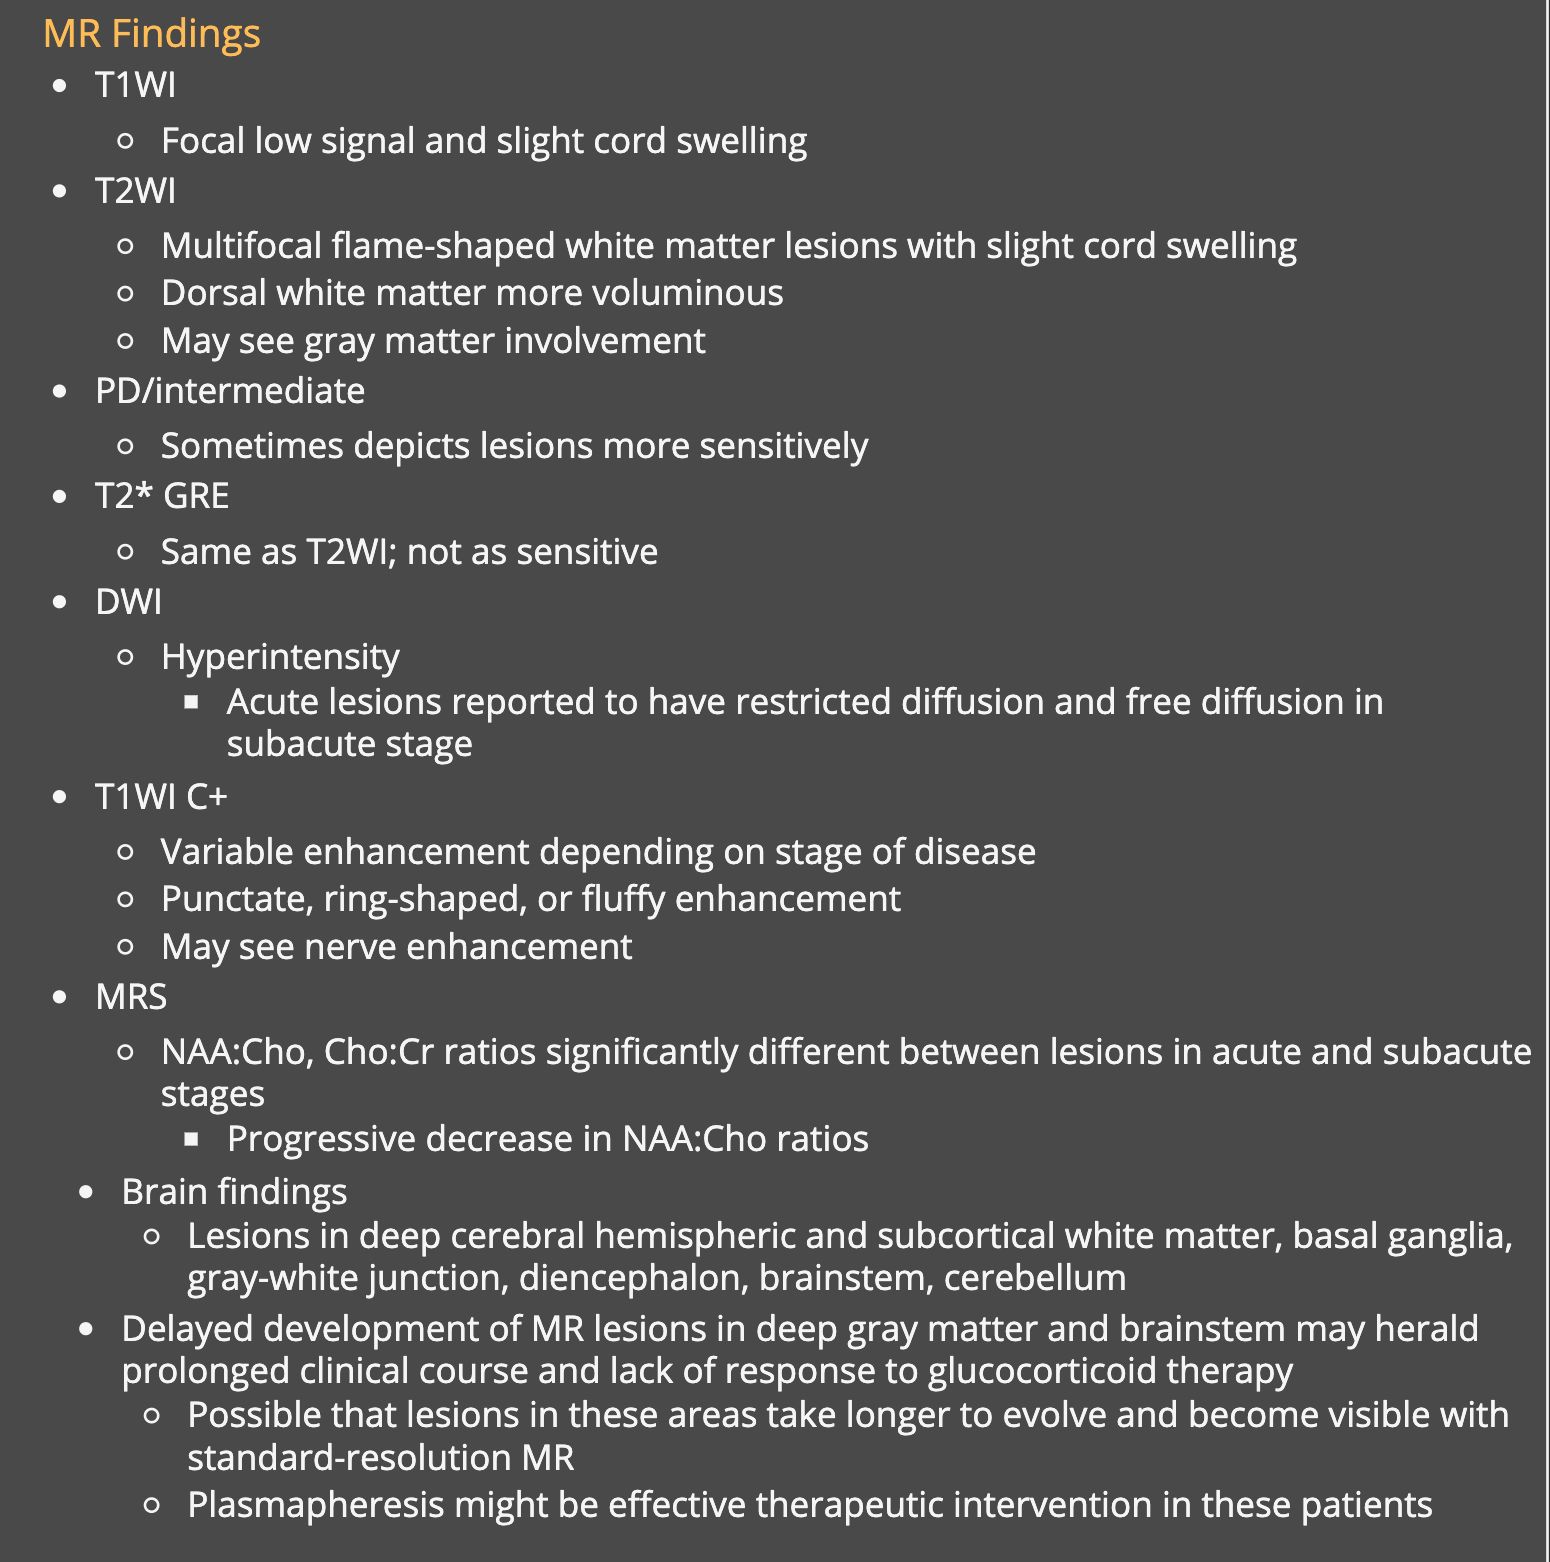 MR Findings
• T1WI
○ Focal low signal and slight cord swelling
• T2WI
○ Multifocal flame-shaped white matter lesions with slight cord swelling
○ Dorsal white matter more voluminous
○ May see gray matter involvement
• PD/intermediate
○ Sometimes depicts lesions more sensitively
• T2* GRE
○ Same as T2WI; not as sensitive
• DWI
○ Hyperintensity
▪ Acute lesions reported to have restricted diffusion and free diffusion in
subacute stage
• T1WI C+
○ Variable enhancement depending on stage of disease
○ Punctate, ring-shaped, or fluffy enhancement
○ May see nerve enhancement
• MRS
○ NAA:Cho, Cho:Cr ratios significantly different between lesions in acute and subacute
stages
▪ Progressive decrease in NAA:Cho ratios
• Brain findings
○ Lesions in deep cerebral hemispheric and subcortical white matter, basal ganglia,
gray-white junction, diencephalon, brainstem, cerebellum
• Delayed development of MR lesions in deep gray matter and brainstem may herald
prolonged clinical course and lack of response to glucocorticoid therapy
○ Possible that lesions in these areas take longer to evolve and become visible with
standard-resolution MR
○ Plasmapheresis might be effective therapeutic intervention in these patients